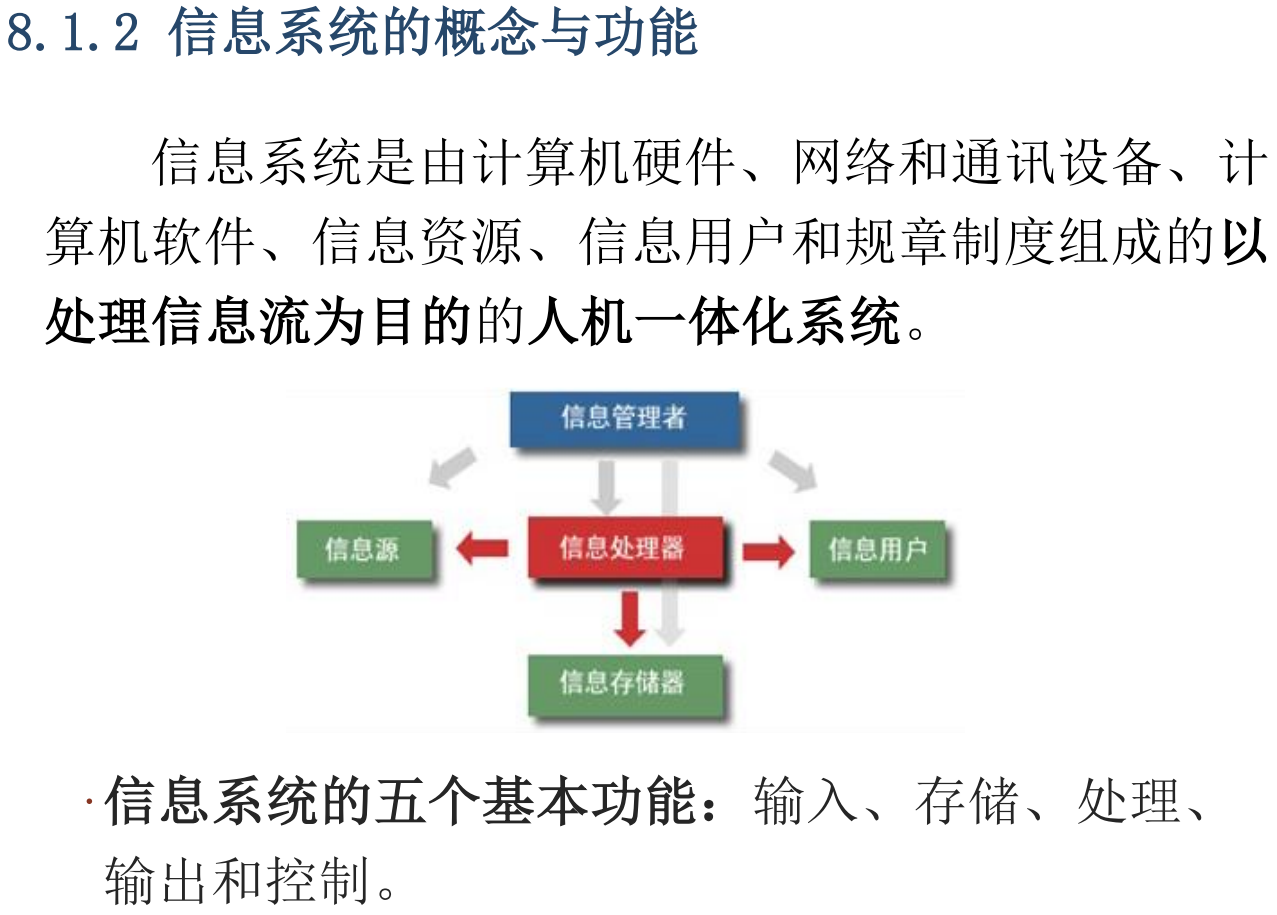 8.1.2 信息系统的概念与功能
信息系统是由计算机硬件、网络和通讯设备、计
算机软件、信息资源、信息用户和规章制度组成的以
处理信息流为目的的人机一体化系统。
信息管理者
信息源
信息处理器
信息用户
信息存储器
·信息系统的五个基本功能：输入、存储、处理、
输出和控制。